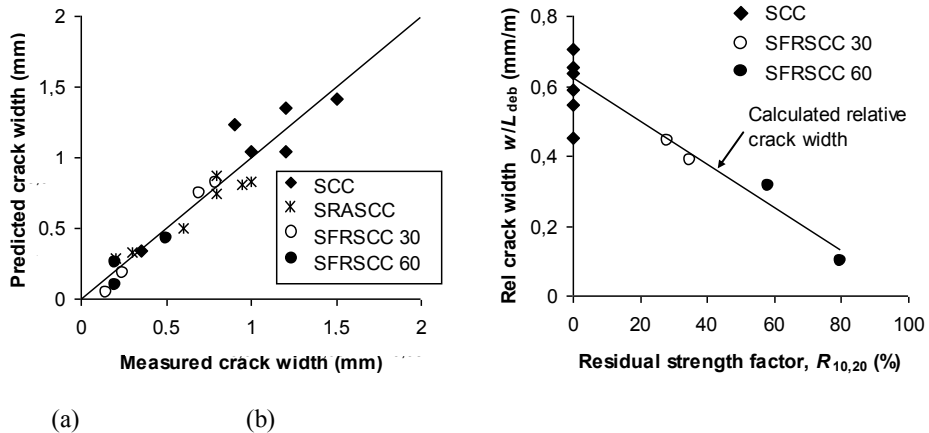 2
1.5
1
0.5
0
0
0.5
1
1.5
2
Predicted crack width (mm)
Measured crack width (mm)
SCC
SRASCC
SFRSCC 30
SFRSCC 60
0,8
0,6
0,4
0,2
0,0
0
20
40
60
80
100
Rel crack width w/Ldeb (mm/m)
Residual strength factor, R10,20 (%)
SCC
SFRSCC 30
SFRSCC 60
Calculated relative
crack width
(a)
(b)